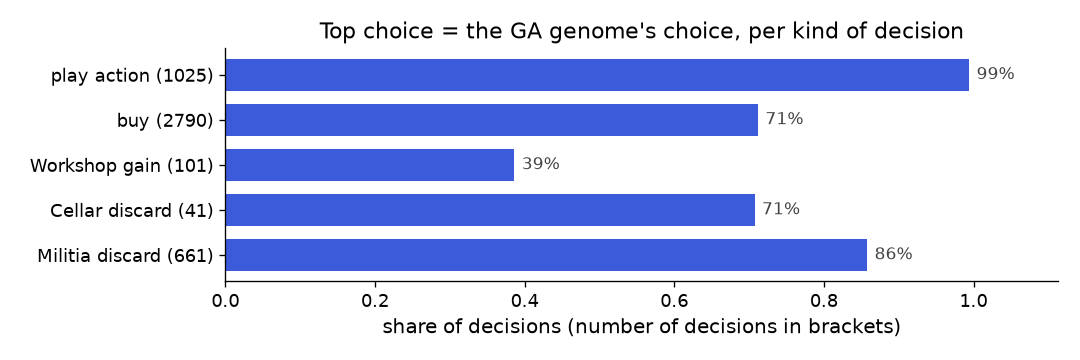 Top choice = the GA genome's choice, per kind of decision
play action (1025) 99%
buy (2790) 71%
Workshop gain (101) 39%
Cellar discard (41) 71%
Militia discard (661) 86%
0.0 0.2 0.4 0.6 0.8 1.0
share of decisions (number of decisions in brackets)